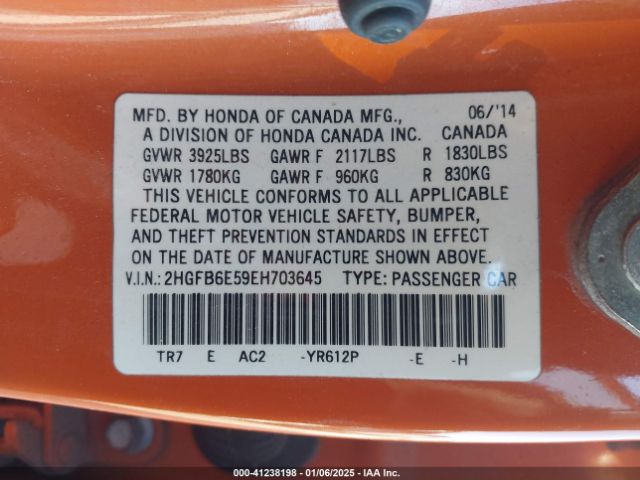 MFD. BY HONDA OF CANADA MFG., 06/'14
A DIVISION OF HONDA CANADA INC. CANADA
GVWR 3925LBS GAWR F 2117LBS R 1830LBS
GVWR 1780KG GAWR F 960KG R 830KG
THIS VEHICLE CONFORMS TO ALL APPLICABLE
FEDERAL MOTOR VEHICLE SAFETY, BUMPER,
AND THEFT PREVENTION STANDARDS IN EFFECT
ON THE DATE OF MANUFACTURE SHOWN ABOVE.
V.I.N.: 2HGFB6E59EH703645 TYPE: PASSENGER CAR
TR7 E AC2 -YR612P -E -H
000-41238198 - 01/06/2025 - IAA Inc.